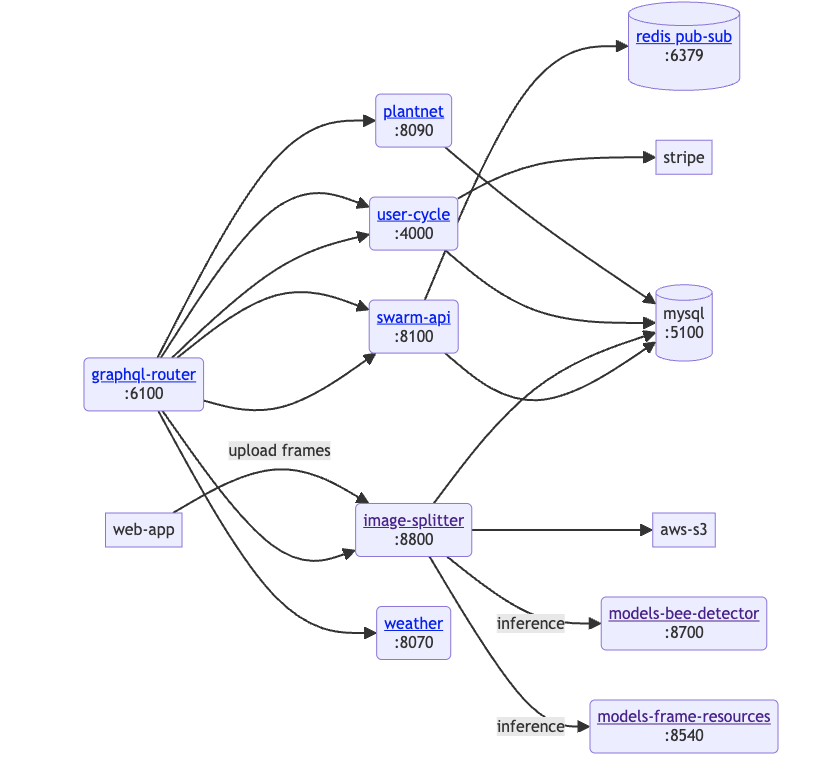 redis pub-sub
:6379
plantnet
:8090
stripe
user-cycle
:4000
mysql
:5100
swarm-api
:8100
graphql-router
:6100
upload frames
web-app
image-splitter
:8800
aws-s3
weather
:8070
inference
models-bee-detector
:8700
inference
models-frame-resources
:8540